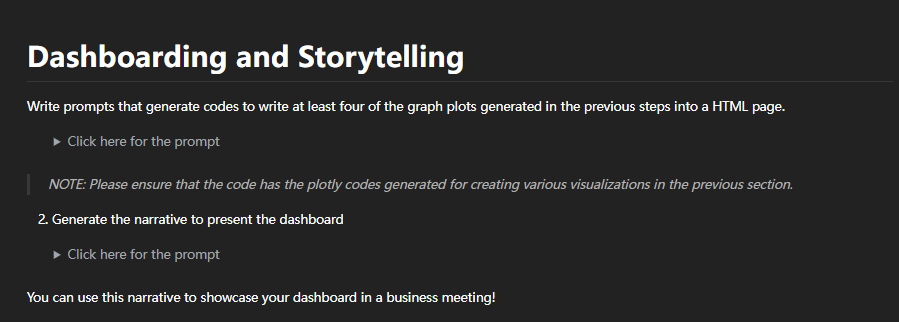 Dashboarding and Storytelling
Write prompts that generate codes to write at least four of the graph plots generated in the previous steps into a HTML page.
Click here for the prompt
NOTE: Please ensure that the code has the plotly codes generated for creating various visualizations in the previous section.
2. Generate the narrative to present the dashboard
Click here for the prompt
You can use this narrative to showcase your dashboard in a business meeting!